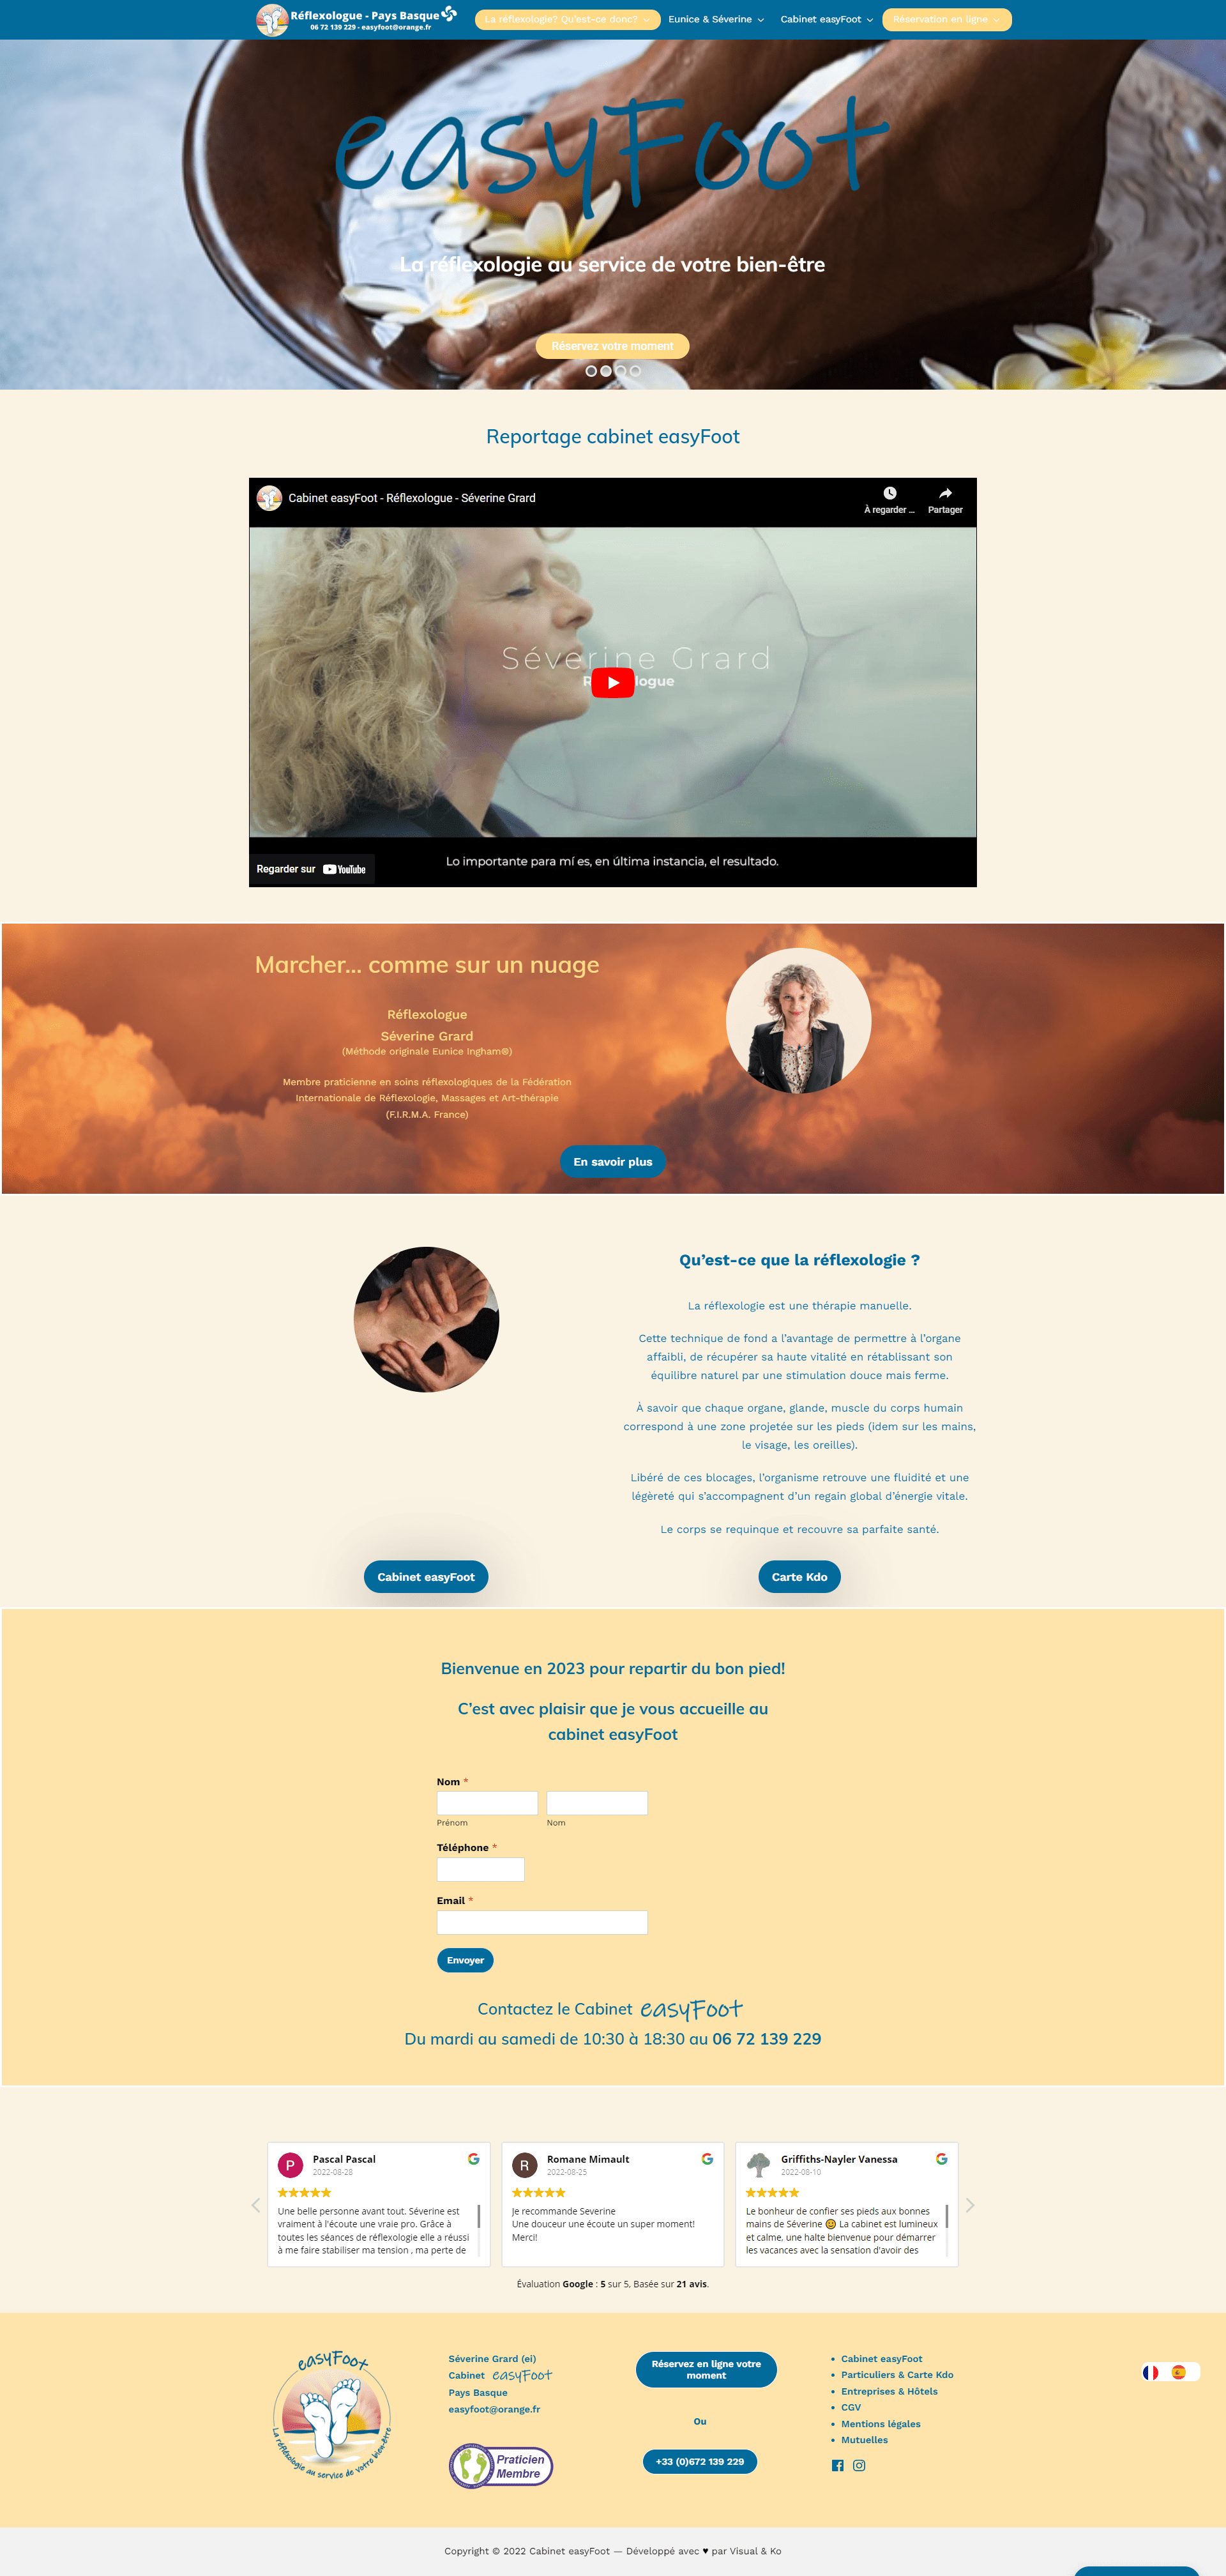 Réflexologue - Pays Basque
06 72 139 229 - easyfoot@orange.fr
La réflexologie? Qu'est-ce donc?
Eunice & Séverine
Cabinet easyFoot
Réservation en ligne
easyFoot
La réflexologie au service de votre bien-être
Réservez votre moment
Reportage cabinet easyFoot
Cabinet easyFoot - Réflexologue - Séverine Grard
À regarder ...
Partager
Séverine Grard
Lo importante para mí es, en última instancia, el resultado.
Regarder sur YouTube
Marcher... comme sur un nuage
Réflexologue
Séverine Grard
(Méthode originale Eunice Ingham®)
Membre praticienne en soins réflexologiques de la Fédération
Internationale de Réflexologie, Massages et Art-thérapie
(F.I.R.M.A. France)
En savoir plus
Qu'est-ce que la réflexologie ?
La réflexologie est une thérapie manuelle.
Cette technique de fond a l'avantage de permettre à l'organe
affaibli, de récupérer sa haute vitalité en rétablissant son
équilibre naturel par une stimulation douce mais ferme.
À savoir que chaque organe, glande, muscle du corps humain
correspond à une zone projetée sur les pieds (idem sur les mains,
le visage, les oreilles).
Libéré de ces blocages, l'organisme retrouve une fluidité et une
légèreté qui s'accompagnent d'un regain global d'énergie vitale.
Le corps se requinque et recouvre sa parfaite santé.
Cabinet easyFoot
Carte Kdo
Bienvenue en 2023 pour repartir du bon pied!
C'est avec plaisir que je vous accueille au
cabinet easyFoot
Nom *
Prénom
Nom
Téléphone *
Email *
Envoyer
Contactez le Cabinet easyFoot
Du mardi au samedi de 10:30 à 18:30 au 06 72 139 229
P
Pascal Pascal
2022-08-28
Une belle personne avant tout. Séverine est
vraiment à l'écoute une vraie pro. Grâce à
toutes les séances de réflexologie elle a réussi
à me faire stabiliser ma tension , ma perte de
R
Romane Mimault
2022-08-25
Je recommande Severine
Une douceur une écoute un super moment!
Merci!
Griffiths-Nayler Vanessa
2022-08-10
Le bonheur de confier ses pieds aux bonnes
mains de Séverine 😀 La cabinet est lumineux
et calme, une halte bienvenue pour démarrer
les vacances avec la sensation d'avoir des
Évaluation Google : 5 sur 5, Basée sur 21 avis.
easyFoot
La réflexologie au service de votre bien-être
Séverine Grard (ei)
Cabinet easyFoot
Pays Basque
easyfoot@orange.fr
Praticien
Membre
Réservez en ligne votre
moment
Ou
+33 (0)672 139 229
Cabinet easyFoot
Particuliers & Carte Kdo
Entreprises & Hôtels
CGV
Mentions légales
Mutuelles
Copyright © 2022 Cabinet easyFoot — Développé avec ♥ par Visual & Ko